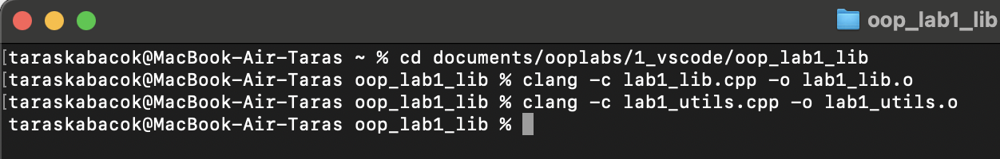 oop_lab1_lib
[taraskabacok@MacBook-Air-Taras ~ % cd documents/ooplabs/1_vscode/oop_lab1_lib
[taraskabacok@MacBook-Air-Taras oop_lab1_lib % clang -c lab1_lib.cpp -o lab1_lib.o
[taraskabacok@MacBook-Air-Taras oop_lab1_lib % clang -c lab1_utils.cpp -o lab1_utils.o
taraskabacok@MacBook-Air-Taras oop_lab1_lib %